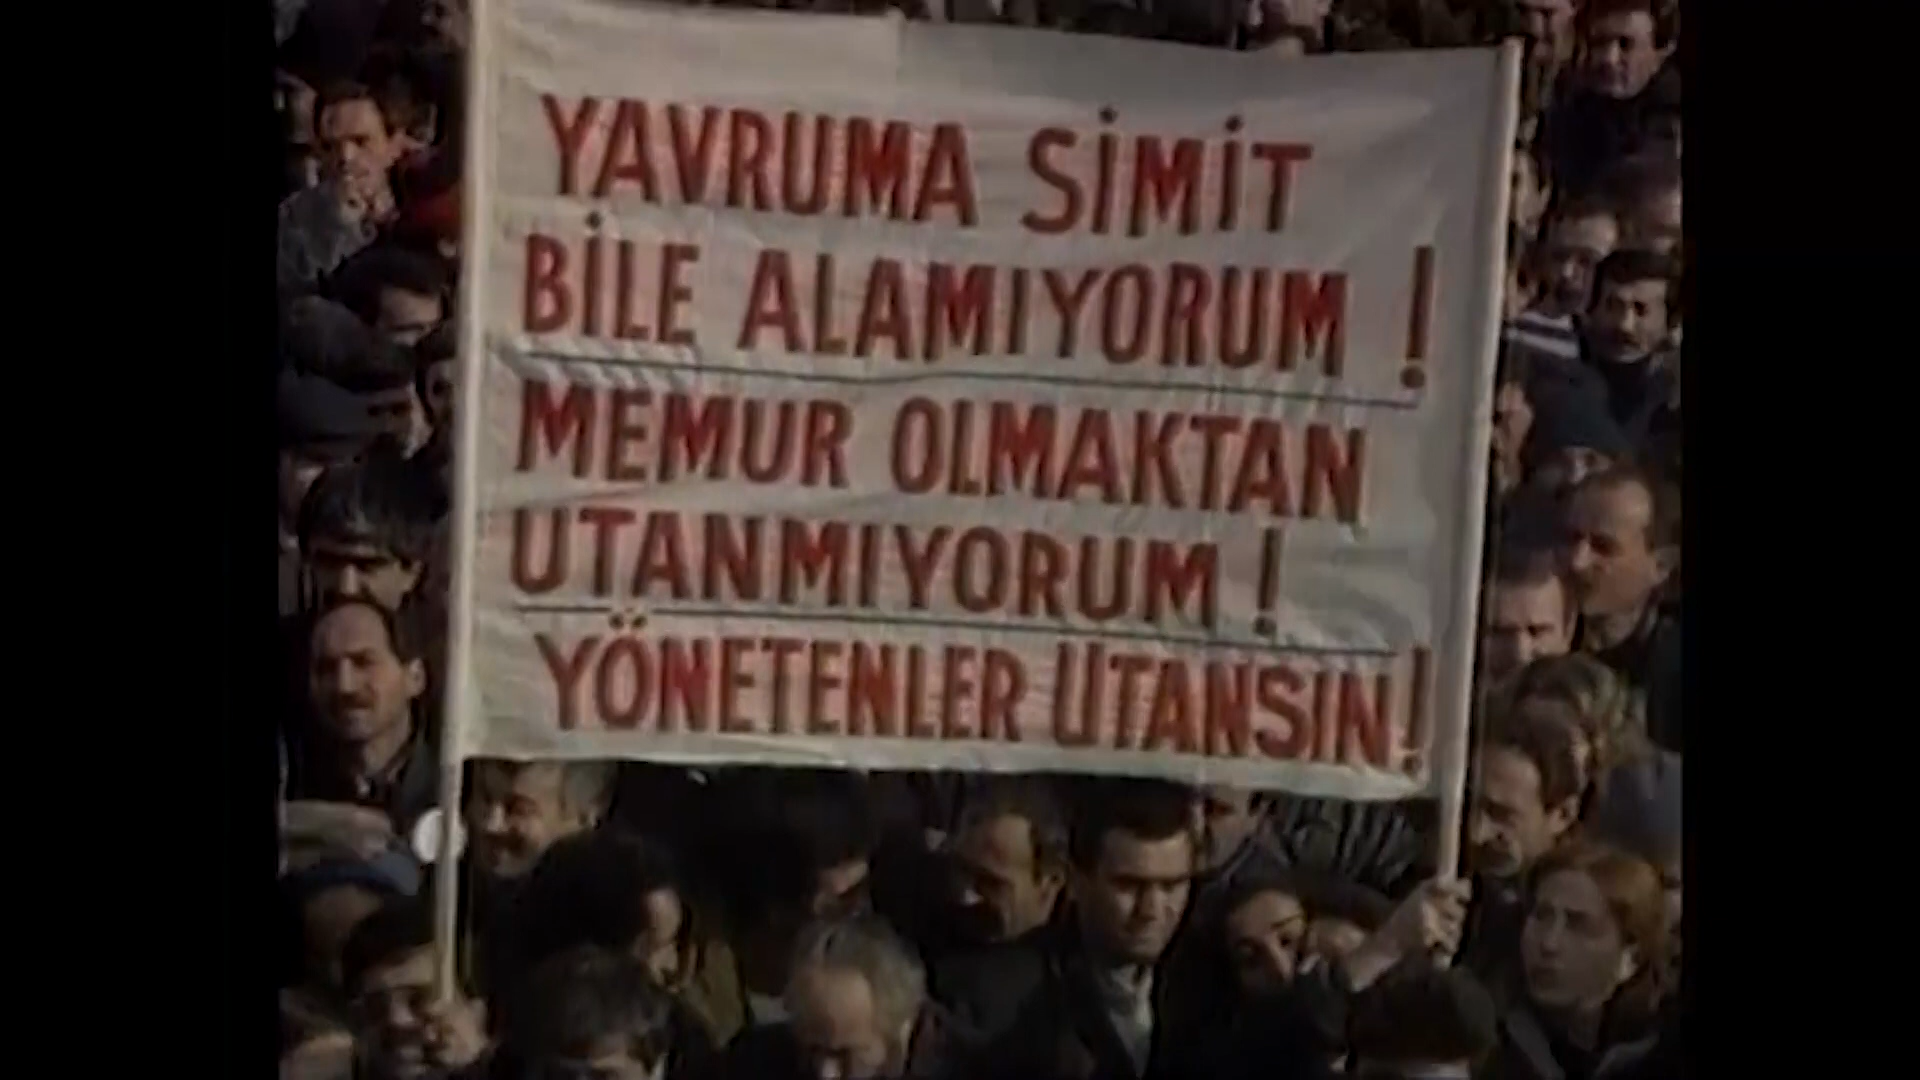 YAVRUMA SİMİT
BİLE ALAMIYORUM !
MEMUR OLMAKTAN
UTANMIYORUM !
YÖNETENLER UTANSIN!